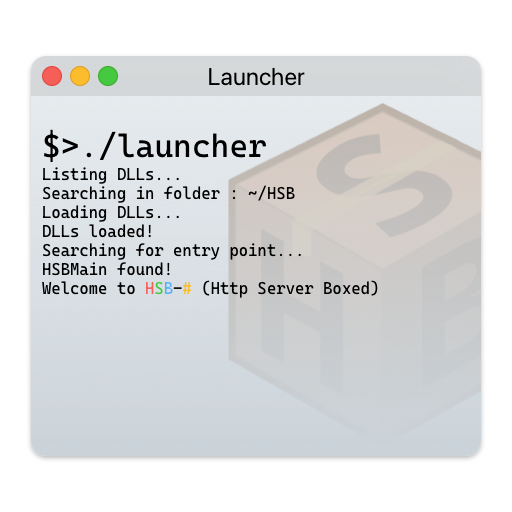 Launcher
$>./launcher
Listing DLLs...
Searching in folder : ~/HSB
Loading DLLs...
DLLs loaded!
Searching for entry point...
HSBMain found!
Welcome to HSB-# (Http Server Boxed)
S
H B